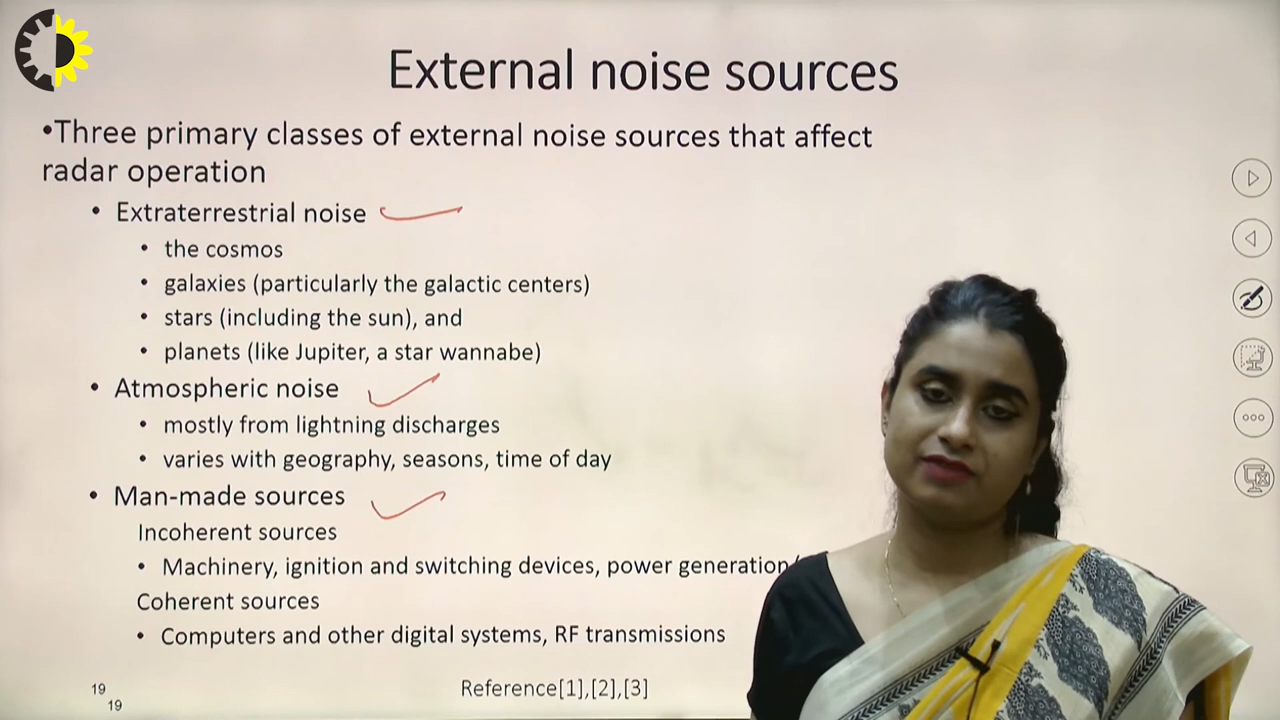 External noise sources
•Three primary classes of external noise sources that affect
radar operation
• Extraterrestrial noise
• the cosmos
• galaxies (particularly the galactic centers)
• stars (including the sun), and
• planets (like Jupiter, a star wannabe)
• Atmospheric noise
• mostly from lightning discharges
• varies with geography, seasons, time of day
• Man-made sources
Incoherent sources
• Machinery, ignition and switching devices, power generation/
Coherent sources
• Computers and other digital systems, RF transmissions
19
19
Reference[1],[2],[3]